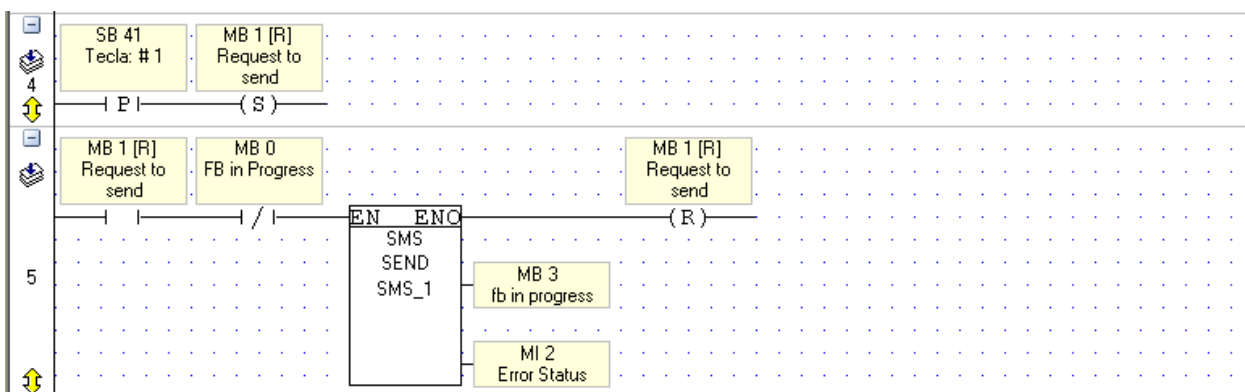 SB 41 MB 1 [R]
Tecla: # 1 Request to
send
4
P ( S )
MB 1 [R] MB 0 MB 1 [R]
Request to FB in Progress Request to
send send
/ EN ENO ( R )
SMS
SEND
5 SMS_1
MB 3
fb in progress
MI 2
Error Status